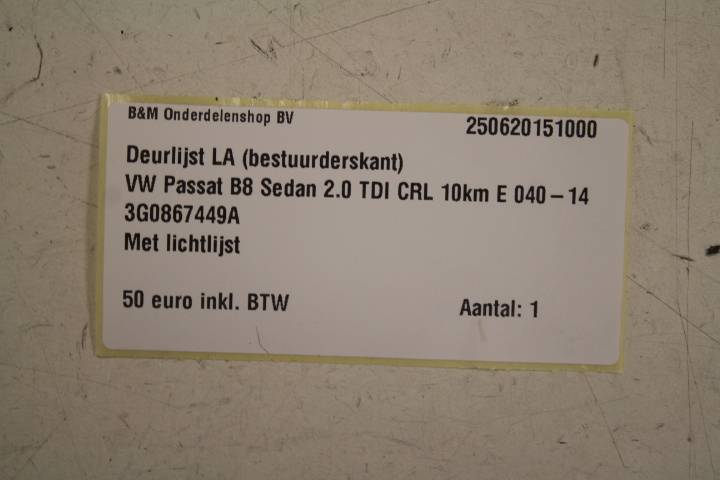 B&M Onderdelenshop BV
250620151000
Deurlijst LA (bestuurderskant)
VW Passat B8 Sedan 2.0 TDI CRL 10km E 040-14
3G0867449A
Met lichtlijst
50 euro inkl. BTW
Aantal: 1